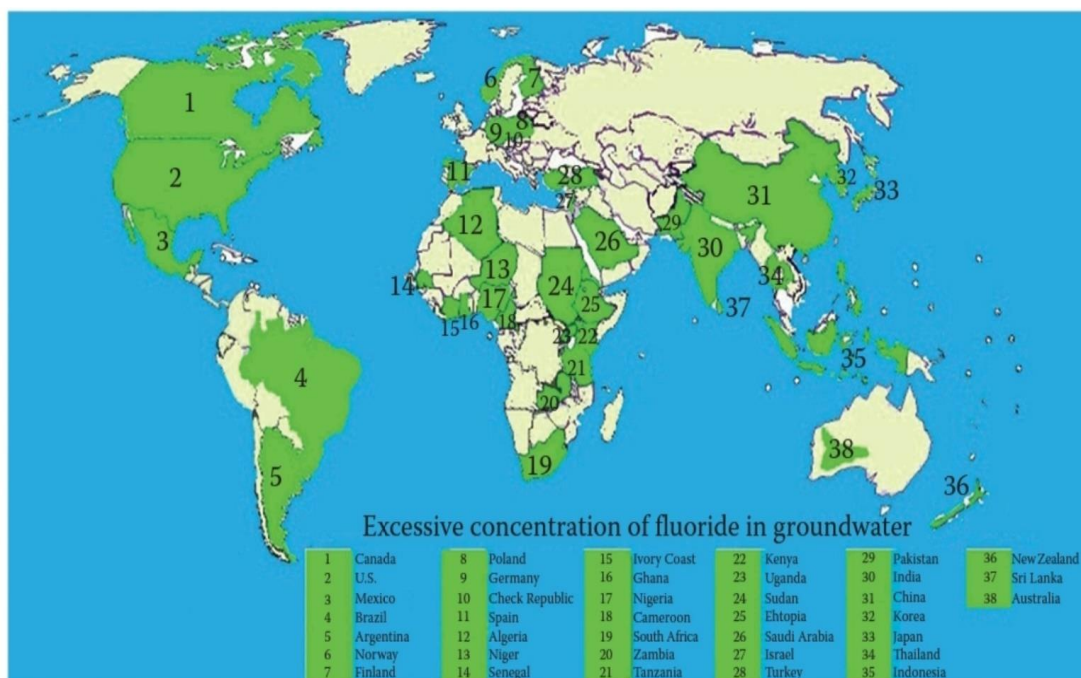 1
2
3
4
5
6
7
8
9
10
11
12
13
14
15
16
17
18
19
20
21
22
23
24
25
26
27
28
29
30
31
32
33
34
35
36
37
38
Excessive concentration of fluoride in groundwater
1 Canada
2 U.S.
3 Mexico
4 Brazil
5 Argentina
6 Norway
7 Finland
8 Poland
9 Germany
10 Check Republic
11 Spain
12 Algeria
13 Niger
14 Senegal
15 Ivory Coast
16 Ghana
17 Nigeria
18 Cameroon
19 South Africa
20 Zambia
21 Tanzania
22 Kenya
23 Uganda
24 Sudan
25 Ehtopia
26 Saudi Arabia
27 Israel
28 Turkey
29 Pakistan
30 India
31 China
32 Korea
33 Japan
34 Thailand
35 Indonesia
36 New Zealand
37 Sri Lanka
38 Australia